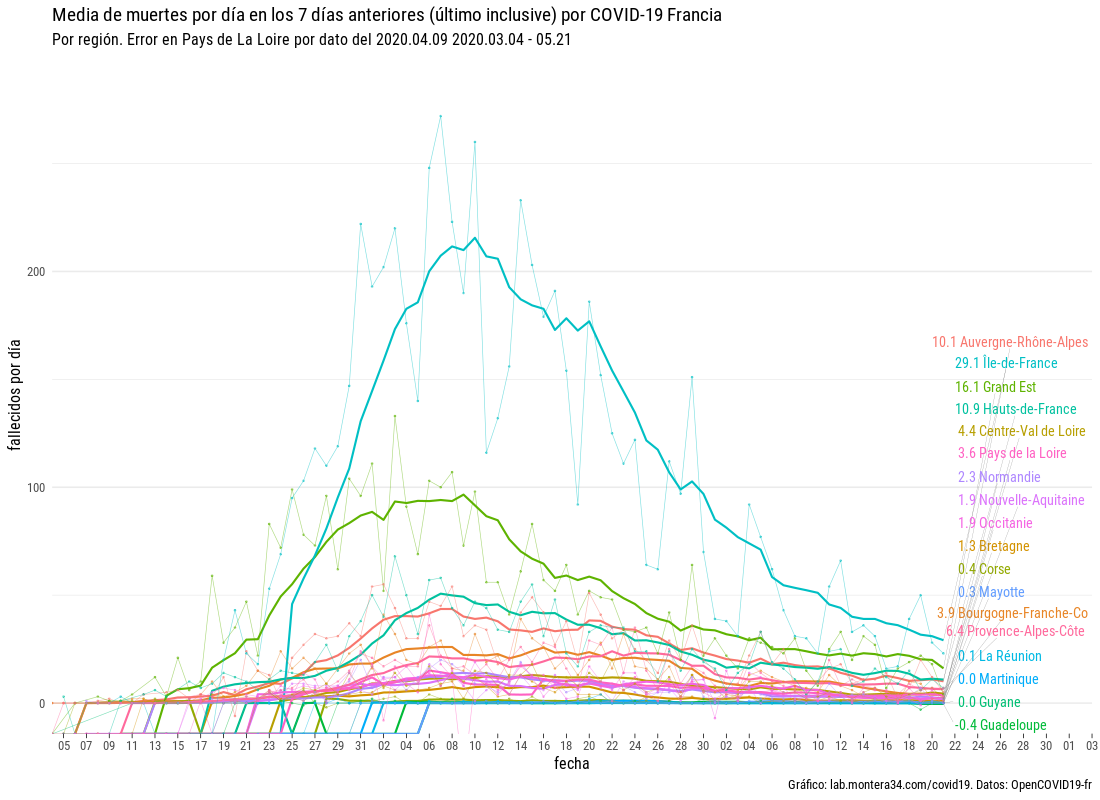 Media de muertes por día en los 7 días anteriores (último inclusive) por COVID-19 Francia
Por región. Error en Pays de La Loire por dato del 2020.04.09 2020.03.04 - 05.21
fallecidos por día
200
100
0
10.1 Auvergne-Rhône-Alpes
29.1 Île-de-France
16.1 Grand Est
10.9 Hauts-de-France
4.4 Centre-Val de Loire
3.6 Pays de la Loire
2.3 Normandie
1.9 Nouvelle-Aquitaine
1.9 Occitanie
1.3 Bretagne
0.4 Corse
0.3 Mayotte
3.9 Bourgogne-Franche-Co
6.4 Provence-Alpes-Côte
0.1 La Réunion
0.0 Martinique
0.0 Guyane
-0.4 Guadeloupe
05 07 09 11 13 15 17 19 21 23 25 27 29 31 02 04 06 08 10 12 14 16 18 20 22 24 26 28 30 02 04 06 08 10 12 14 16 18 20 22 24 26 28 30 01 03
fecha
Gráfico: lab.montera34.com/covid19. Datos: OpenCOVID19-fr